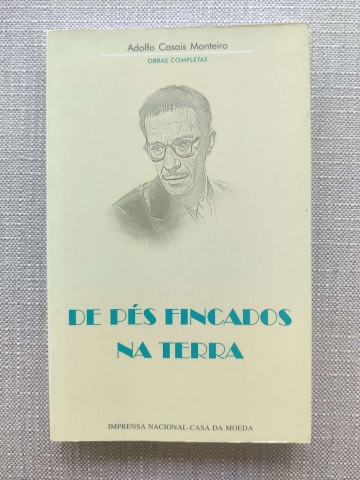 Adolfo Casais Monteiro
OBRAS COMPLETAS
DE PÉS FINCADOS
NA TERRA
IMPRENSA NACIONAL-CASA DA MOEDA